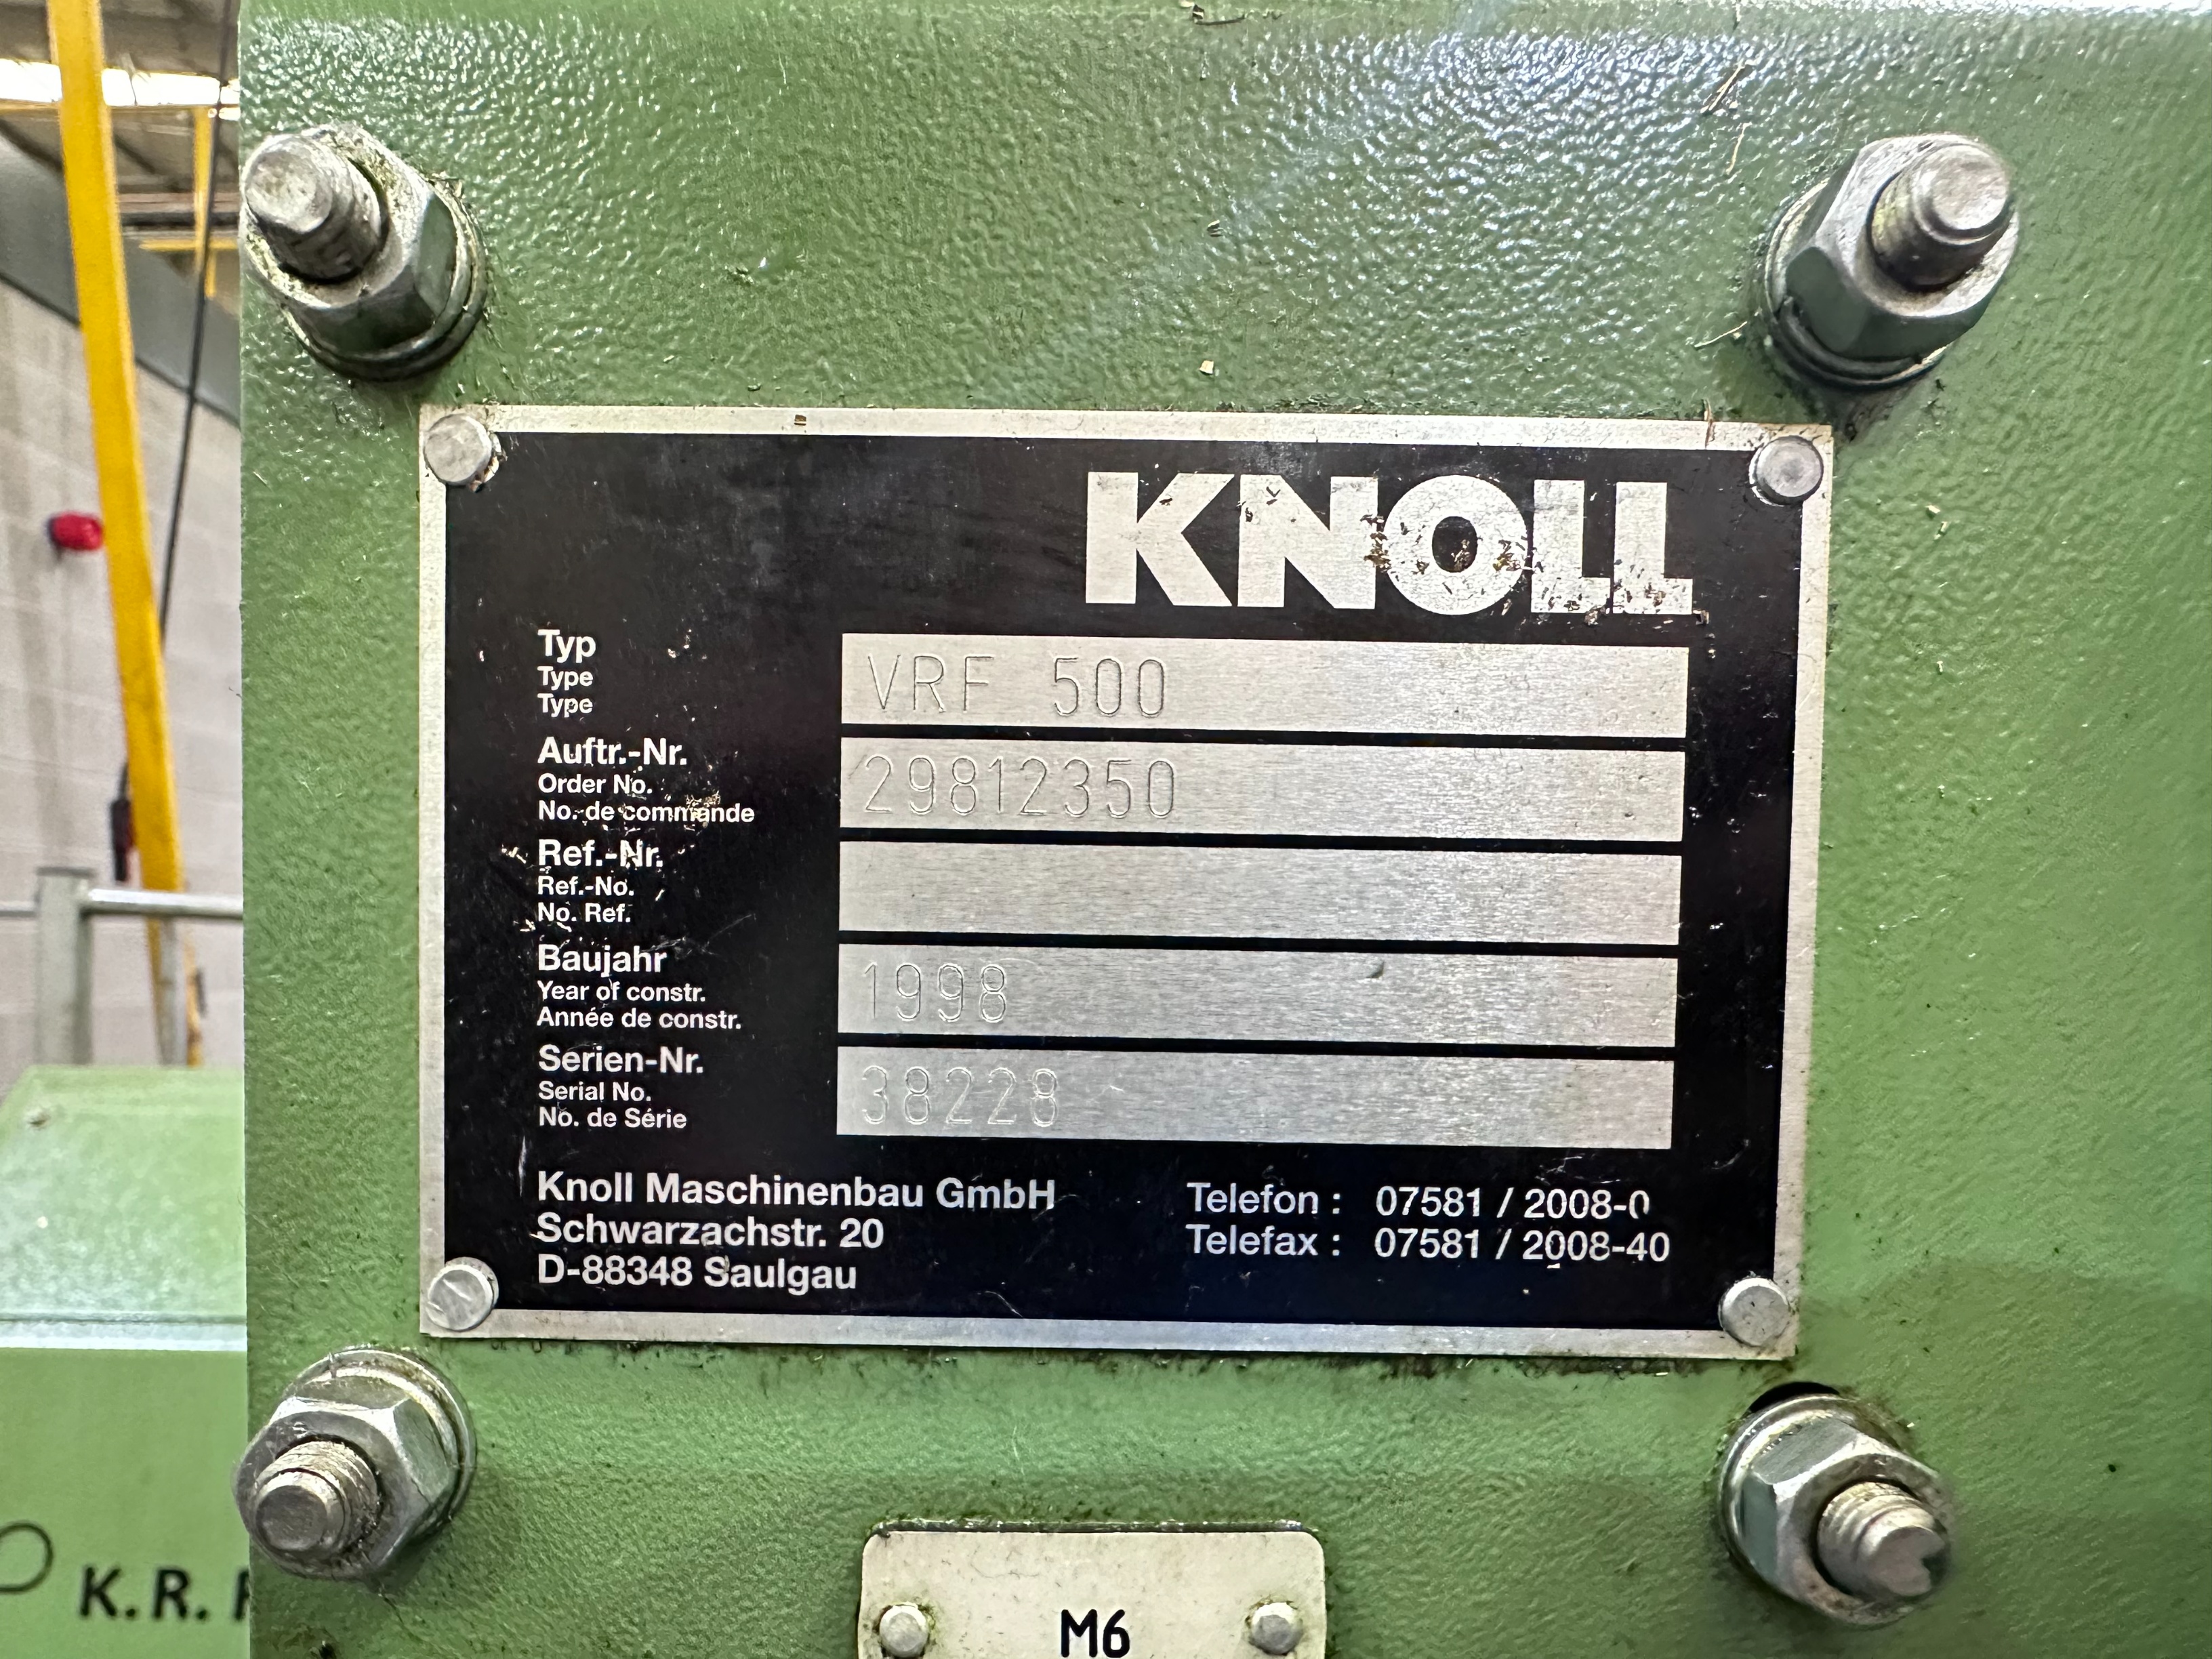 KNOLL
Typ
Type
Type
VRF 500
Auftr.-Nr.
Order No.
No. de commande
29812350
Ref.-Nr.
Ref.-No.
No. Ref.
Baujahr
Year of constr.
Année de constr.
1998
Serien-Nr.
Serial No.
No. de Série
38228
Knoll Maschinenbau GmbH
Schwarzachstr. 20
D-88348 Saulgau
Telefon : 07581 / 2008-0
Telefax : 07581 / 2008-40
K.R.
M6